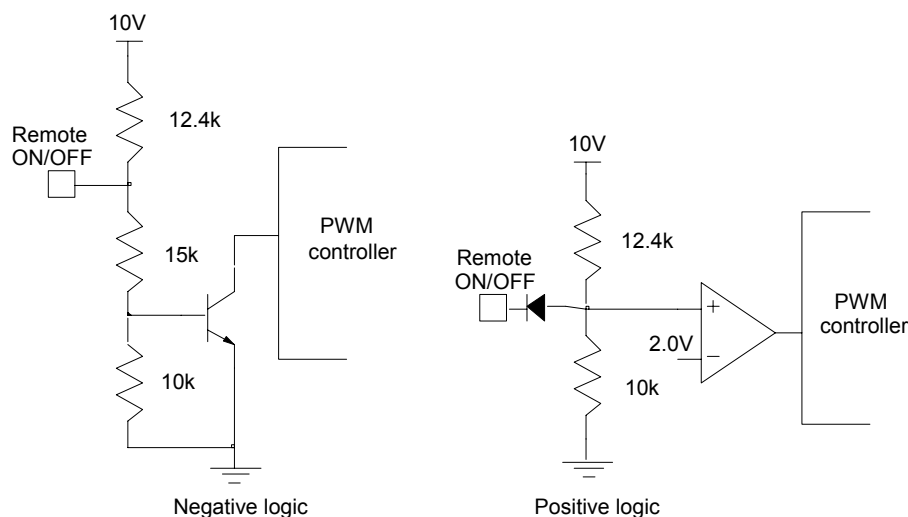 10V
12.4k
Remote
ON/OFF
15k
10k
PWM
controller
Negative logic
10V
12.4k
Remote
ON/OFF
+
2.0V
−
10k
PWM
controller
Positive logic